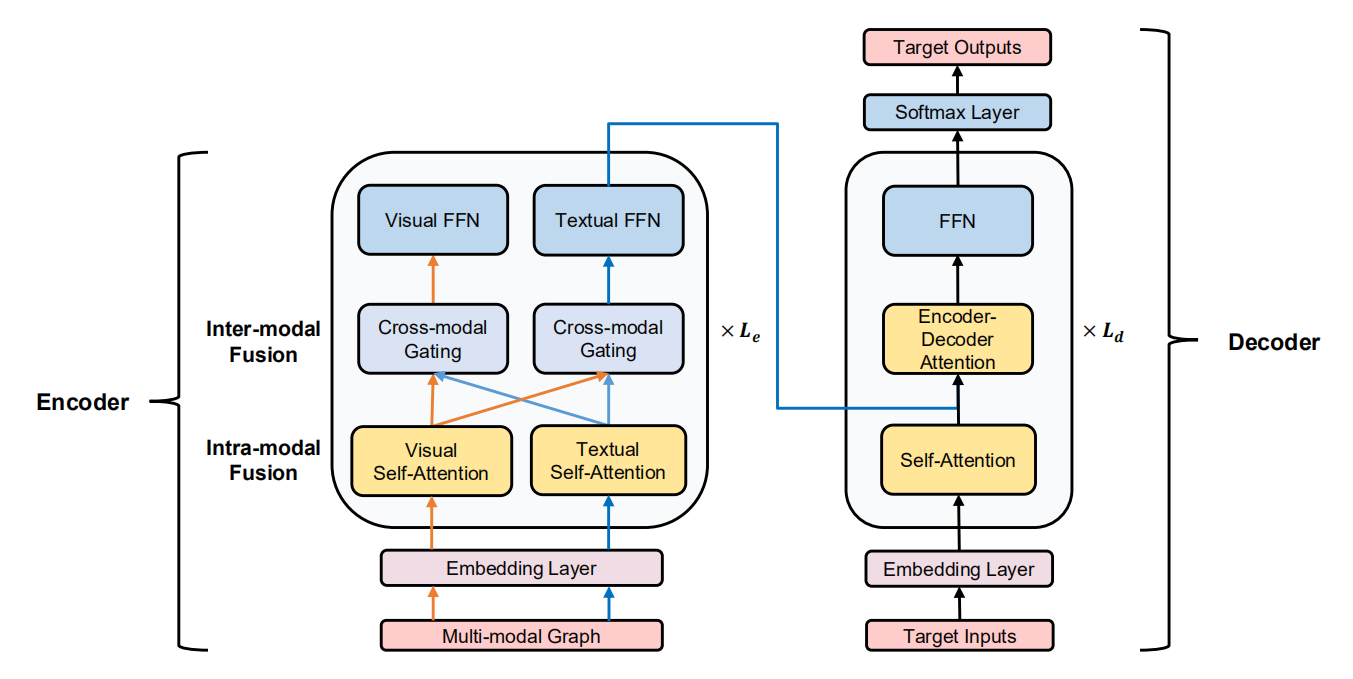 Encoder
Inter-modal
Fusion
Intra-modal
Fusion
Visual FFN
Textual FFN
Cross-modal
Gating
Cross-modal
Gating
Visual
Self-Attention
Textual
Self-Attention
× Lₑ
Embedding Layer
Multi-modal Graph
Target Outputs
Softmax Layer
FFN
Encoder-
Decoder
Attention
Self-Attention
× L_d
Embedding Layer
Target Inputs
Decoder